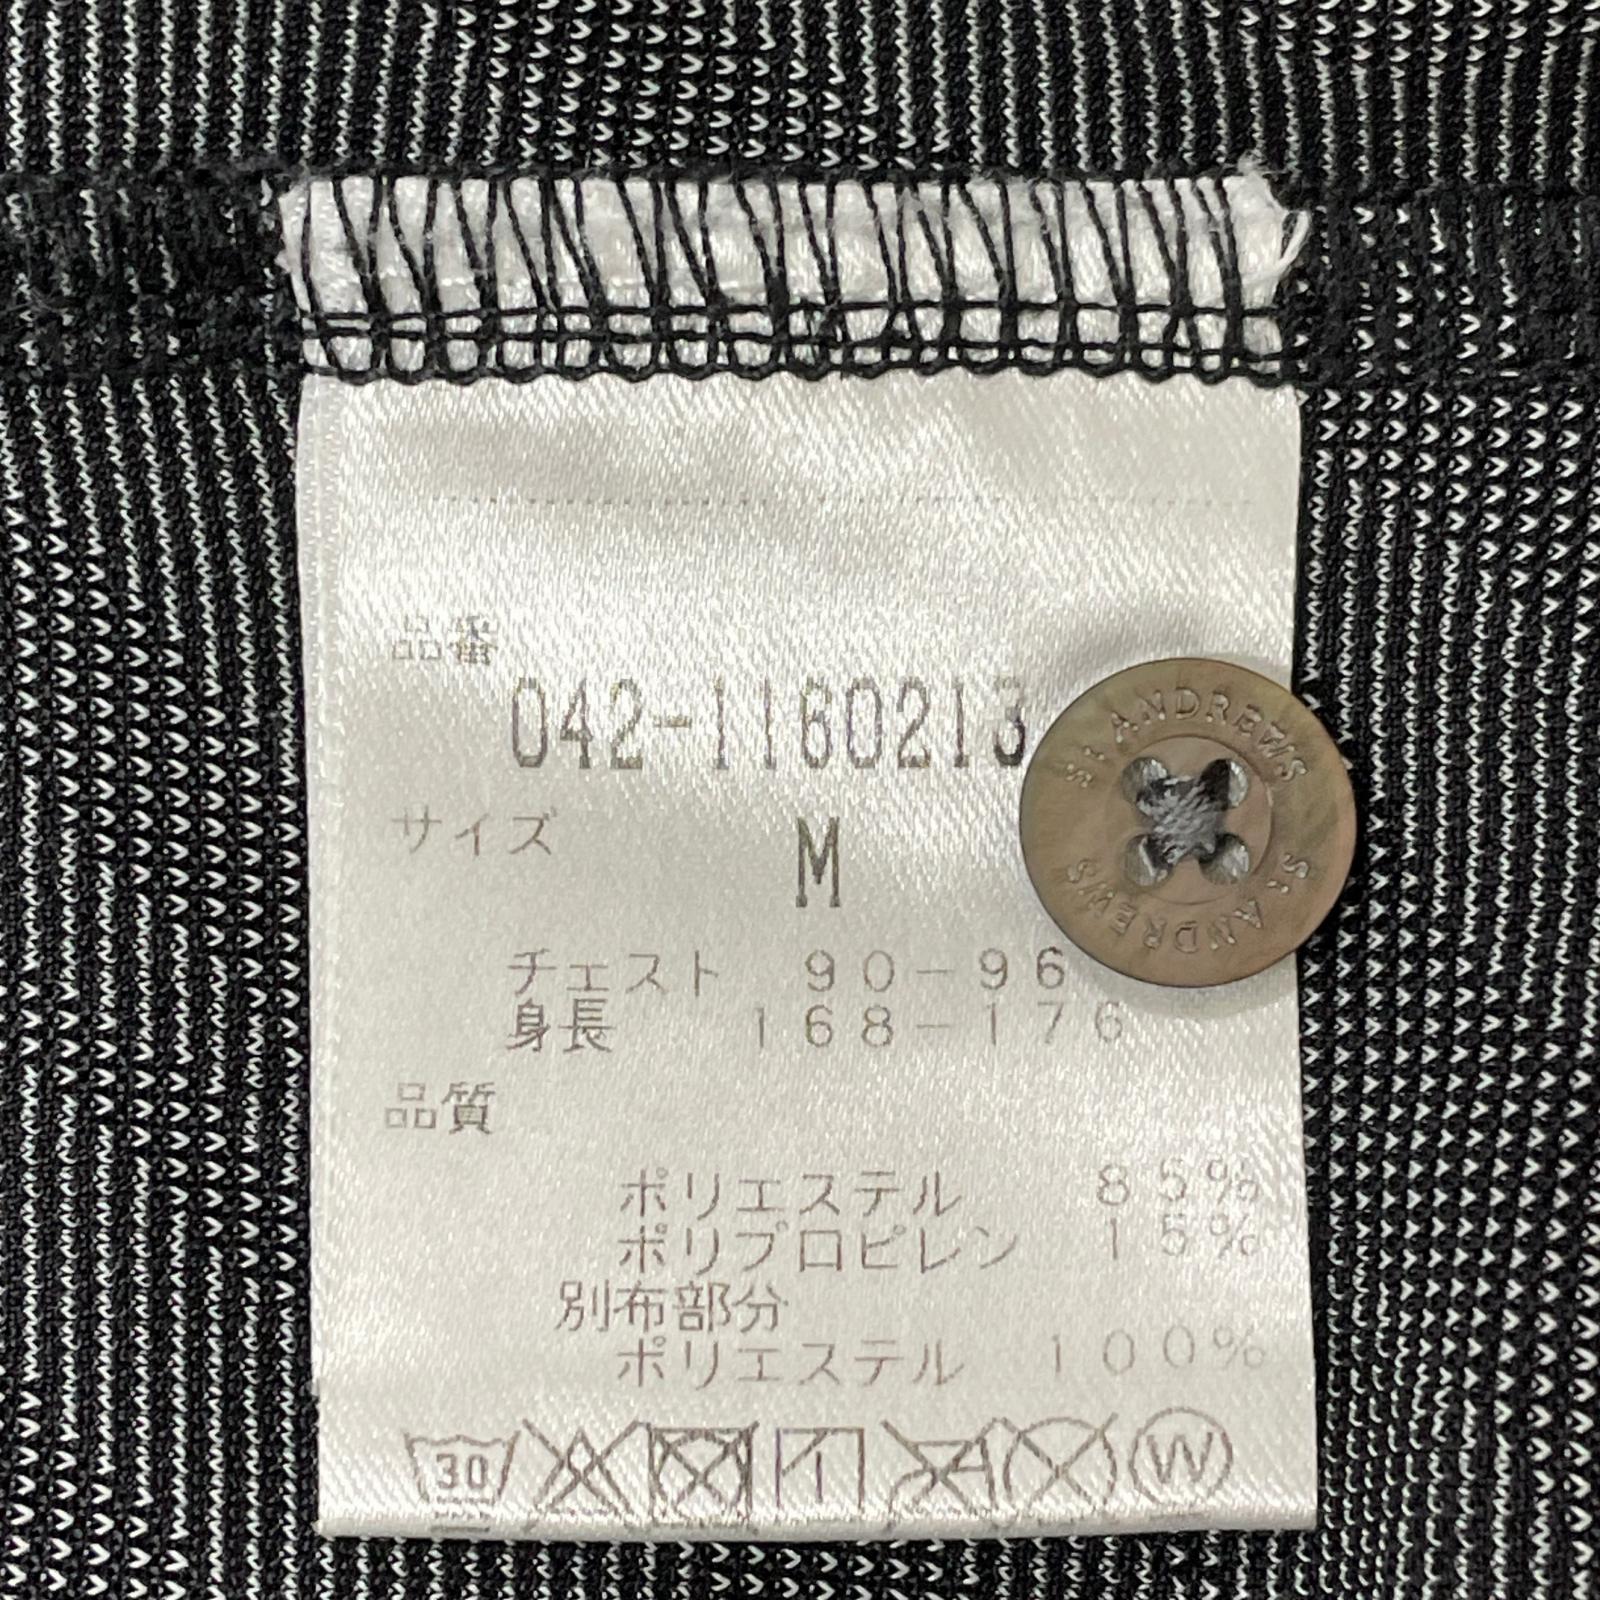 品番
042-1160213
サイズ M
チェスト 90-96
身長 168-176
品質
ポリエステル 85%
ポリプロピレン 15%
別布部分
ポリエステル 100%
30 W
St ANDREWS
St ANDREWS